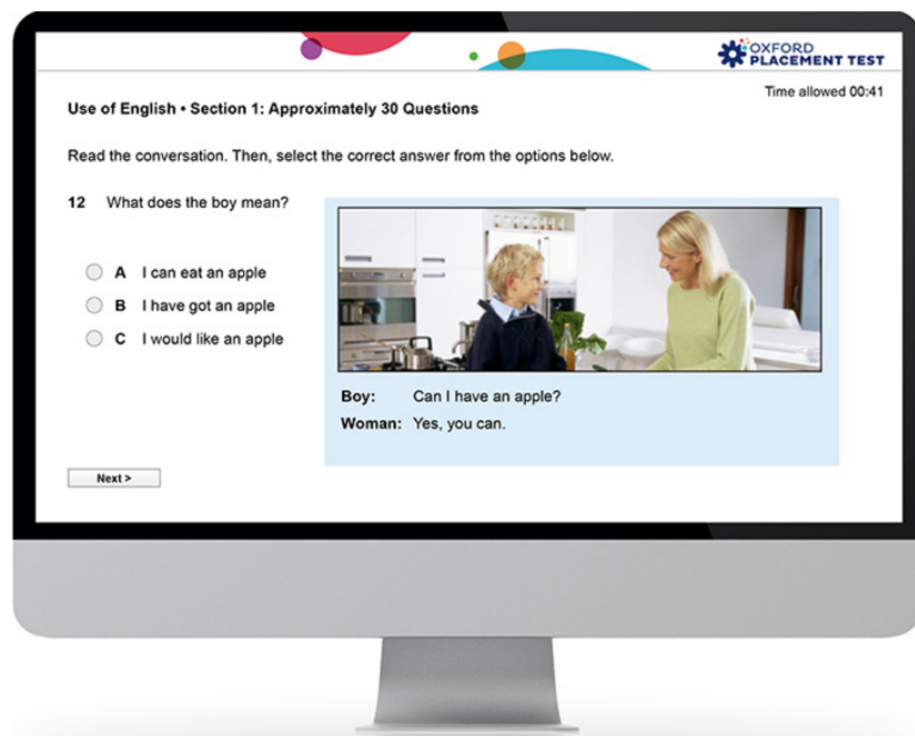 OXFORD
PLACEMENT TEST
Time allowed 00:41
Use of English • Section 1: Approximately 30 Questions
Read the conversation. Then, select the correct answer from the options below.
12 What does the boy mean?
A I can eat an apple
B I have got an apple
C I would like an apple
Boy: Can I have an apple?
Woman: Yes, you can.
Next >